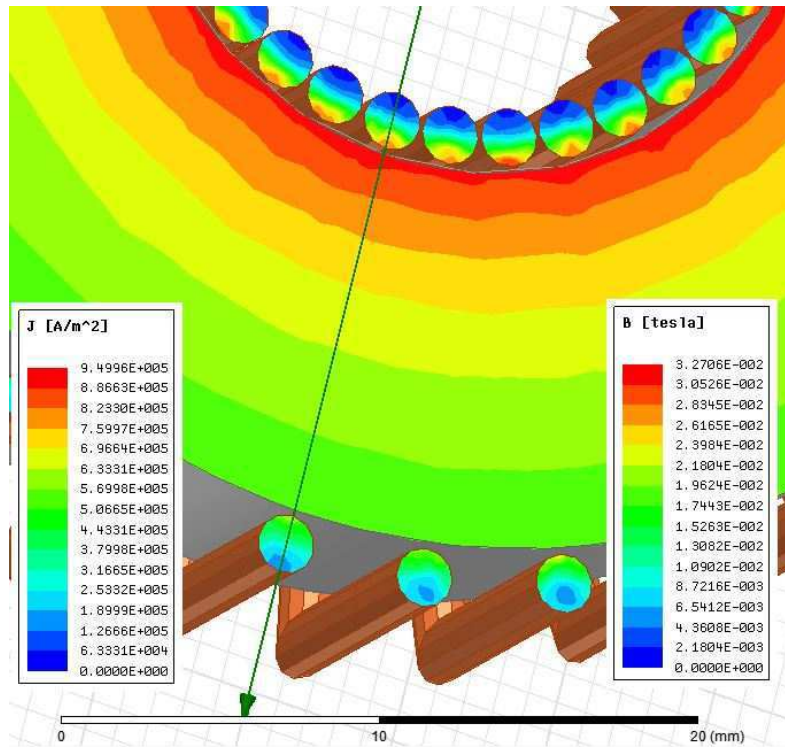 J [A/m^2]
9.4996E+005
8.8663E+005
8.2330E+005
7.5997E+005
6.9664E+005
6.3331E+005
5.6998E+005
5.0665E+005
4.4331E+005
3.7998E+005
3.1665E+005
2.5332E+005
1.8999E+005
1.2666E+005
6.3331E+004
0.0000E+000
B [tesla]
3.2706E-002
3.0526E-002
2.8345E-002
2.6165E-002
2.3984E-002
2.1804E-002
1.9624E-002
1.7443E-002
1.5263E-002
1.3082E-002
1.0902E-002
8.7216E-003
6.5412E-003
4.3608E-003
2.1804E-003
0.0000E+000
0 10 20 (mm)